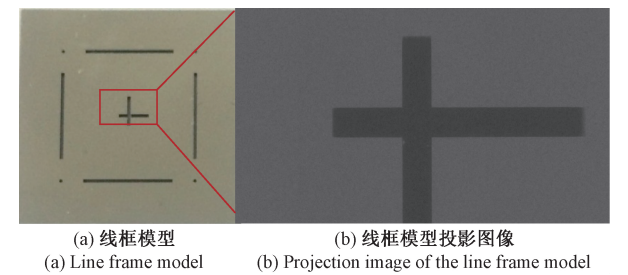 (a) 线框模型
(a) Line frame model
(b) 线框模型投影图像
(b) Projection image of the line frame model